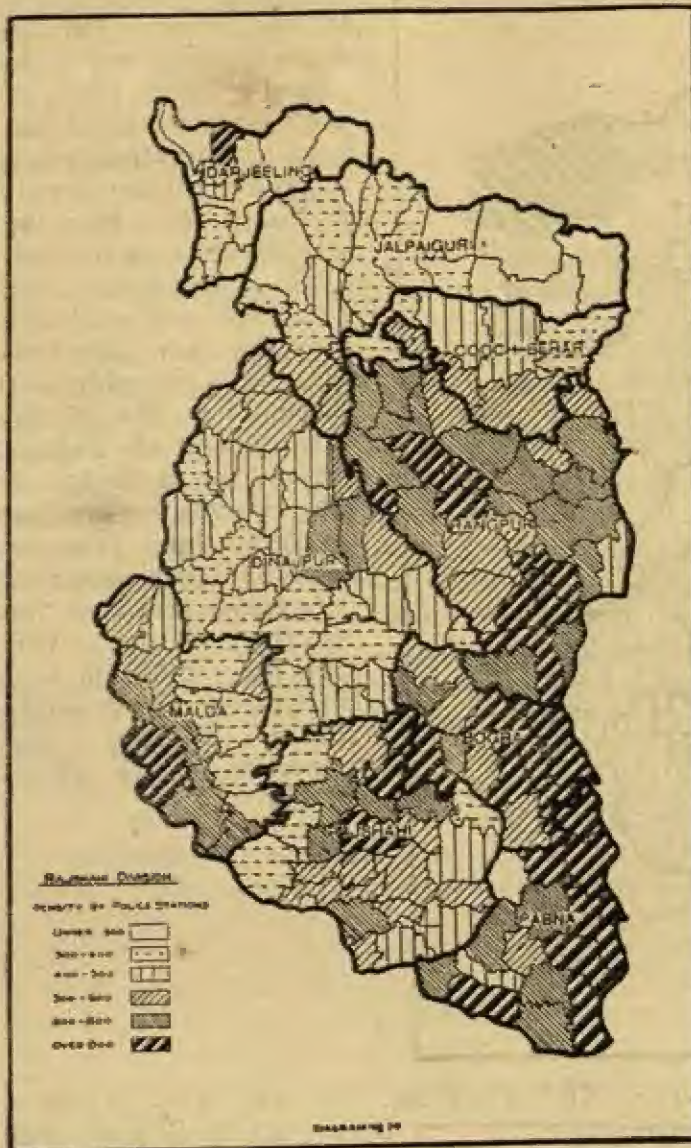 DARJEELING
JALPAIGURI
COOCH BEHAR
RANGPUR
DINAJPUR
MALDA
BOGRA
RAJSHAHI
PABNA
RAJSHAHI DIVISION
DENSITY BY POLICE STATIONS
UNDER 300
300-400
400-500
500-600
600-800
OVER 800